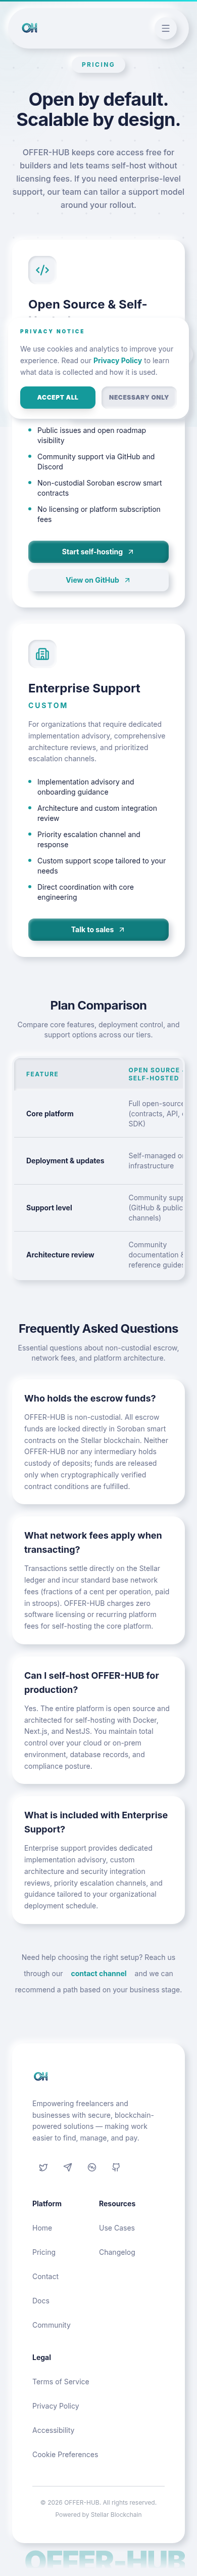 OH
PRICING
Open by default.
Scalable by design.
OFFER-HUB keeps core access free for
builders and lets teams self-host without
licensing fees. If you need enterprise-level
support, our team can tailor a support model
around your rollout.
Open Source & Self-
PRIVACY NOTICE
We use cookies and analytics to improve your
experience. Read our Privacy Policy to learn
what data is collected and how it is used.
ACCEPT ALL
NECESSARY ONLY
Public issues and open roadmap
visibility
Community support via GitHub and
Discord
Non-custodial Soroban escrow smart
contracts
No licensing or platform subscription
fees
Start self-hosting
View on GitHub
Enterprise Support
CUSTOM
For organizations that require dedicated
implementation advisory, comprehensive
architecture reviews, and prioritized
escalation channels.
Implementation advisory and
onboarding guidance
Architecture and custom integration
review
Priority escalation channel and
response
Custom support scope tailored to your
needs
Direct coordination with core
engineering
Talk to sales
Plan Comparison
Compare core features, deployment control, and
support options across our tiers.
FEATURE
OPEN SOURCE
SELF-HOSTED
Core platform
Full open-source
(contracts, API,
SDK)
Deployment & updates
Self-managed on
infrastructure
Support level
Community
(GitHub & public
channels)
Architecture review
Community
documentation &
reference guides
Frequently Asked Questions
Essential questions about non-custodial escrow,
network fees, and platform architecture.
Who holds the escrow funds?
OFFER-HUB is non-custodial. All escrow
funds are locked directly in Soroban smart
contracts on the Stellar blockchain. Neither
OFFER-HUB nor any intermediary holds
custody of deposits; funds are released
only when cryptographically verified
contract conditions are fulfilled.
What network fees apply when
transacting?
Transactions settle directly on the Stellar
ledger and incur standard base network
fees (fractions of a cent per operation, paid
in stroops). OFFER-HUB charges zero
software licensing or recurring platform
fees for self-hosting the core platform.
Can I self-host OFFER-HUB for
production?
Yes. The entire platform is open source and
architected for self-hosting with Docker,
Next.js, and NestJS. You maintain total
control over your cloud or on-prem
environment, database records, and
compliance posture.
What is included with Enterprise
Support?
Enterprise support provides dedicated
implementation advisory, custom
architecture and security integration
reviews, priority escalation channels, and
guidance tailored to your organizational
deployment schedule.
Need help choosing the right setup? Reach us
through our contact channel and we can
recommend a path based on your business stage.
OH
Empowering freelancers and
businesses with secure, blockchain-
powered solutions — making work
easier to find, manage, and pay.
Platform
Resources
Home
Use Cases
Pricing
Changelog
Contact
Docs
Community
Legal
Terms of Service
Privacy Policy
Accessibility
Cookie Preferences
© 2026 OFFER-HUB. All rights reserved.
Powered by Stellar Blockchain
OFFER-HUB